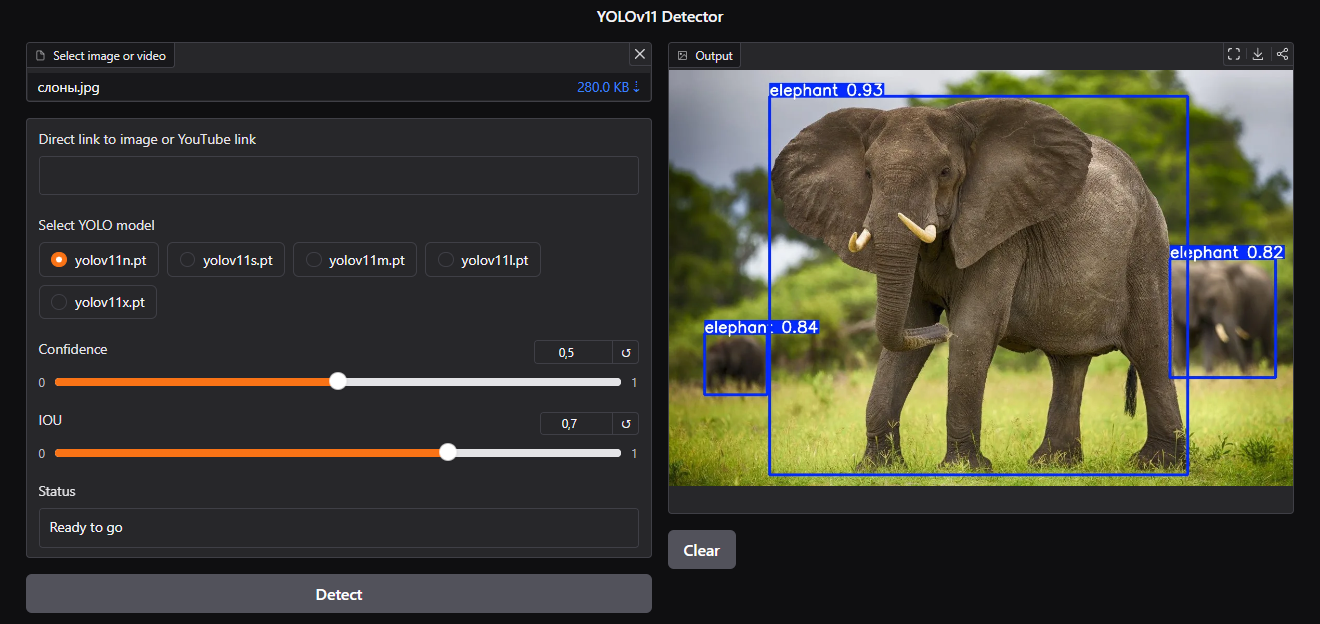 YOLOv11 Detector
Select image or video
слоны.jpg
280.0 KB ⇣
Direct link to image or YouTube link
Select YOLO model
yolov11n.pt
yolov11s.pt
yolov11m.pt
yolov11l.pt
yolov11x.pt
Confidence
0,5
0
1
IOU
0,7
0
1
Status
Ready to go
Detect
Output
elephant 0.93
elephant 0.82
elephant 0.84
Clear